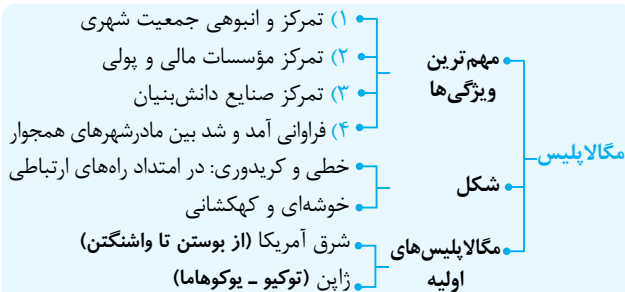 مگالاپلیس
مهم‌ترین
ویژگی‌ها
۱) تمرکز و انبوهی جمعیت شهری
۲) تمرکز مؤسسات مالی و پولی
۳) تمرکز صنایع دانش‌بنیان
۴) فراوانی آمد و شد بین مادرشهرهای همجوار
شکل
خطی و کریدوری: در امتداد راه‌های ارتباطی
خوشه‌ای و کهکشانی
مگالاپلیس‌های
اولیه
شرق آمریکا (از بوستن تا واشنگتن)
ژاپن (توکیو ـ یوکوهاما)